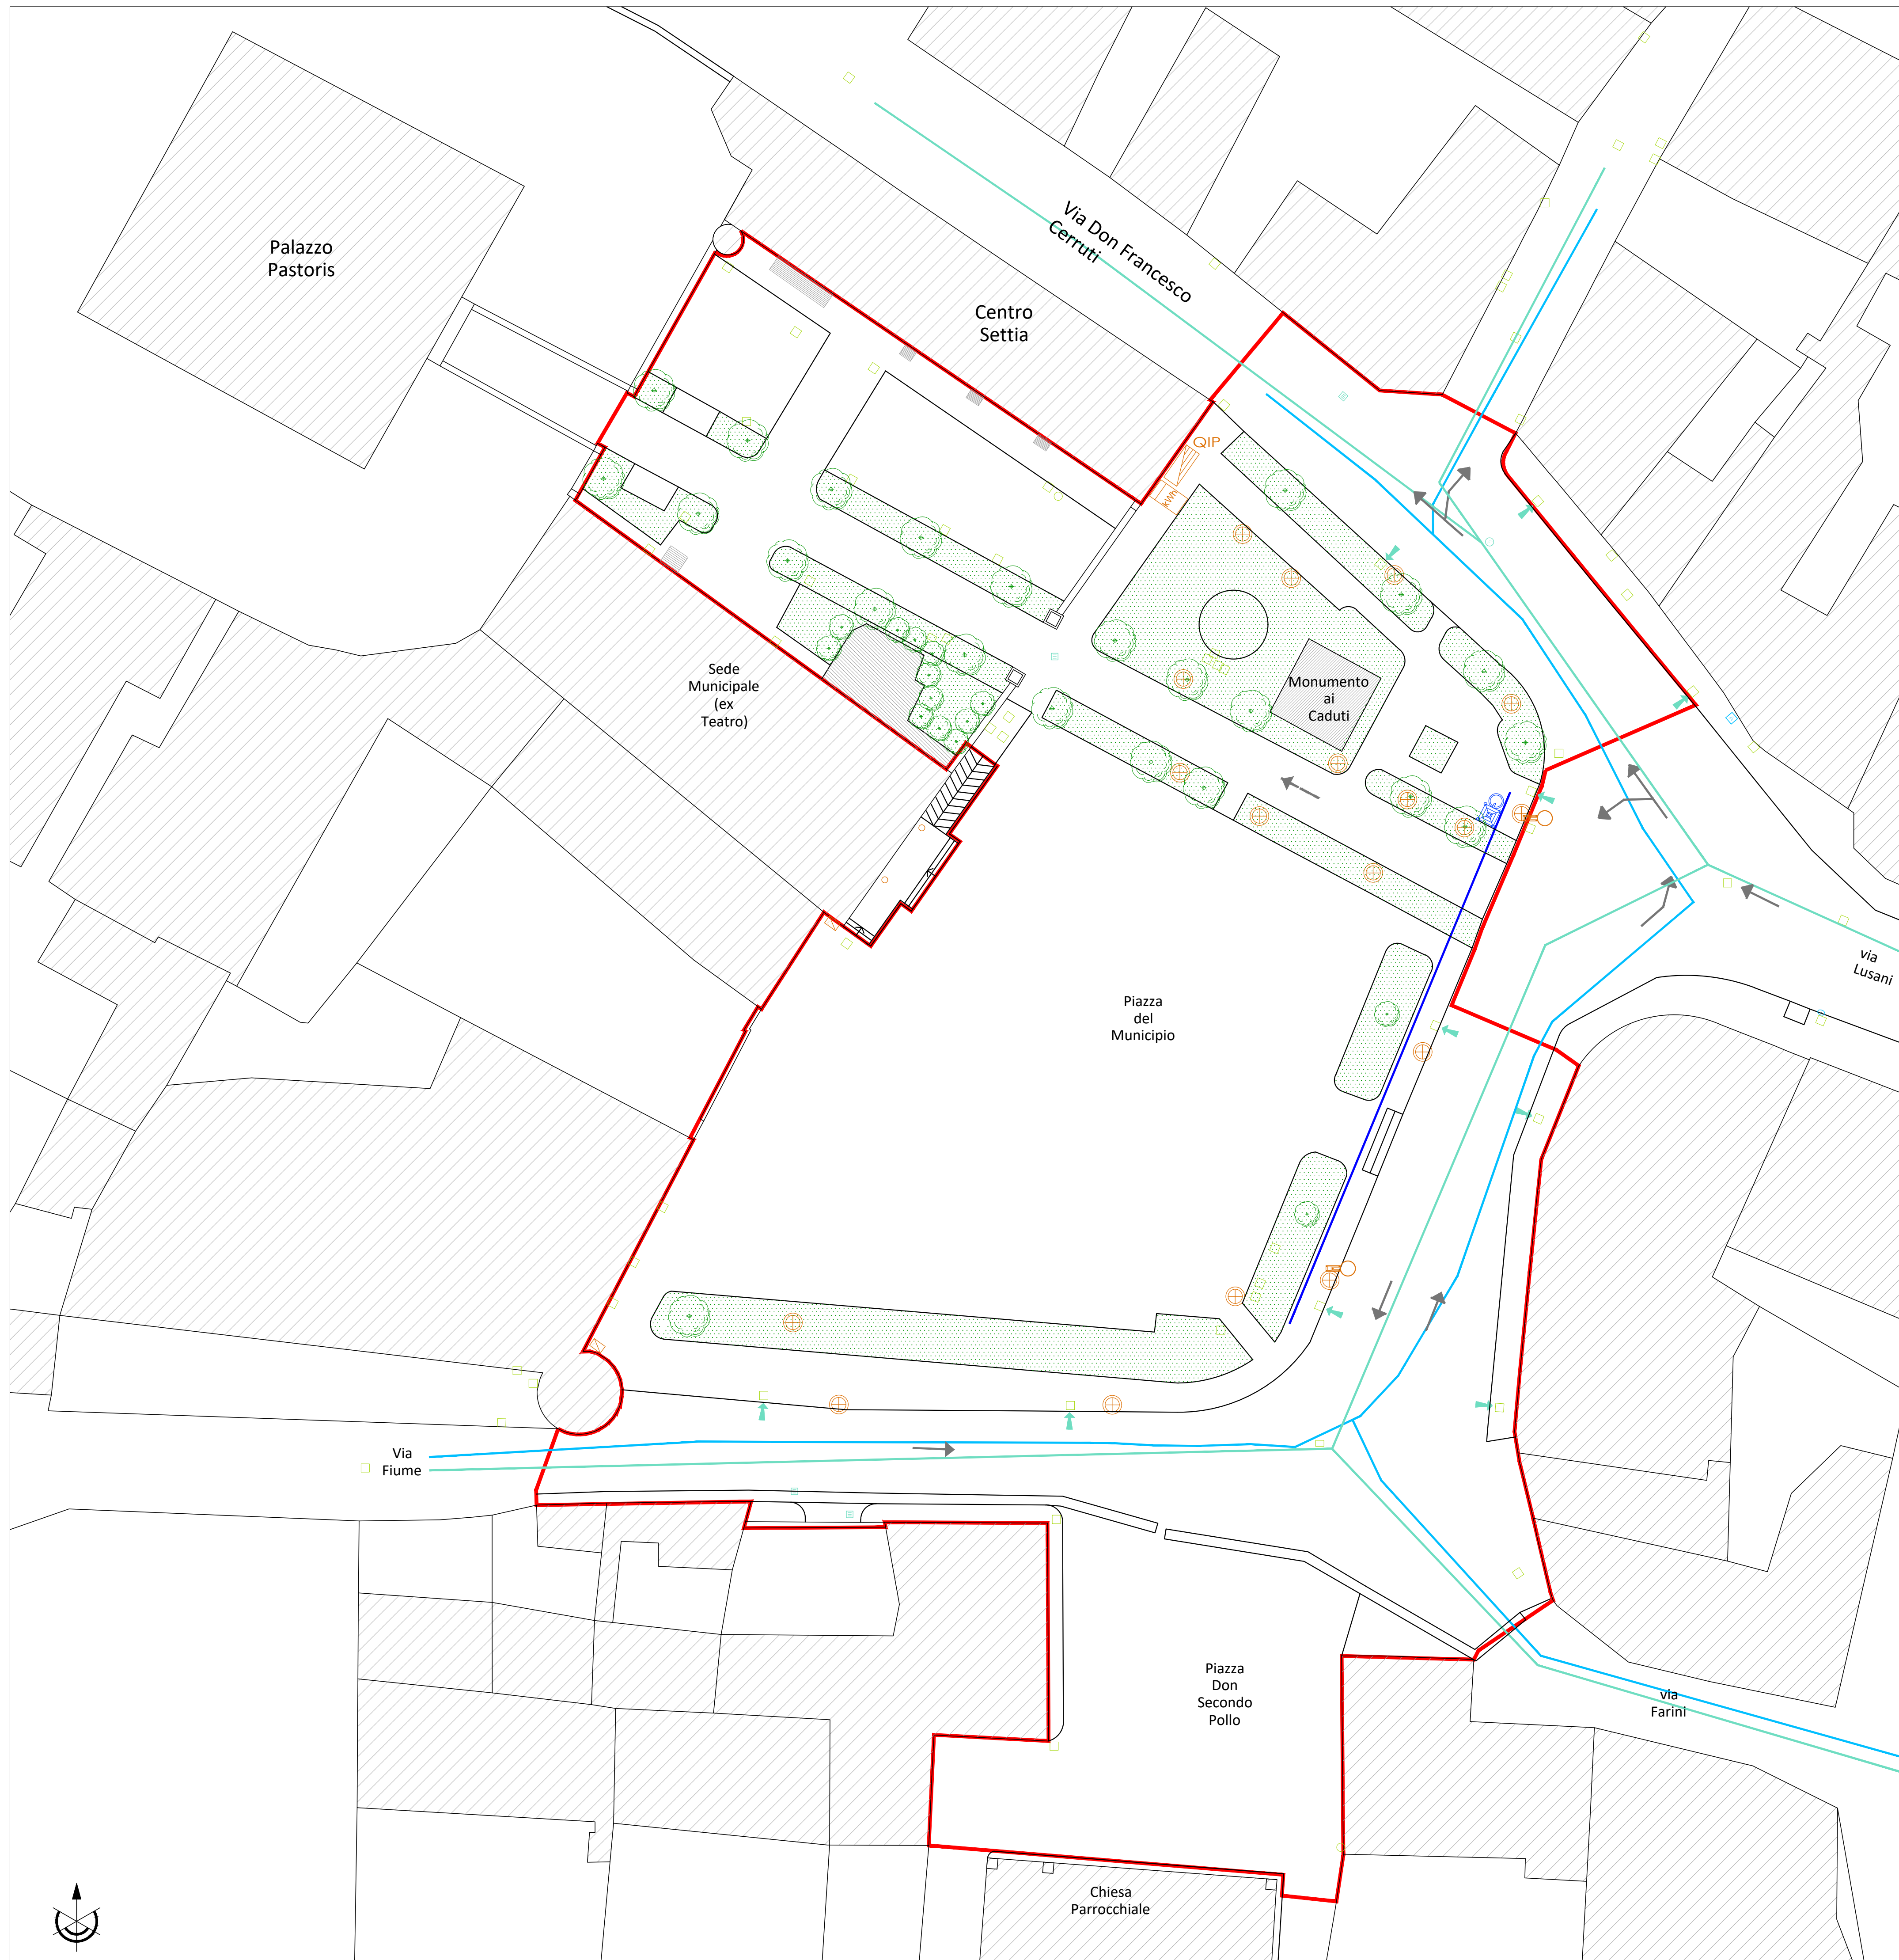 Via Don Francesco
Cerruti
Palazzo
Pastoris
Centro
Settia
QIP
kWh
Sede
Municipale
(ex
Teatro)
Monumento
ai
Caduti
via
Lusani
Piazza
del
Municipio
Via
Fiume
Piazza
Don
Secondo
Pollo
via
Farini
Chiesa
Parrocchiale